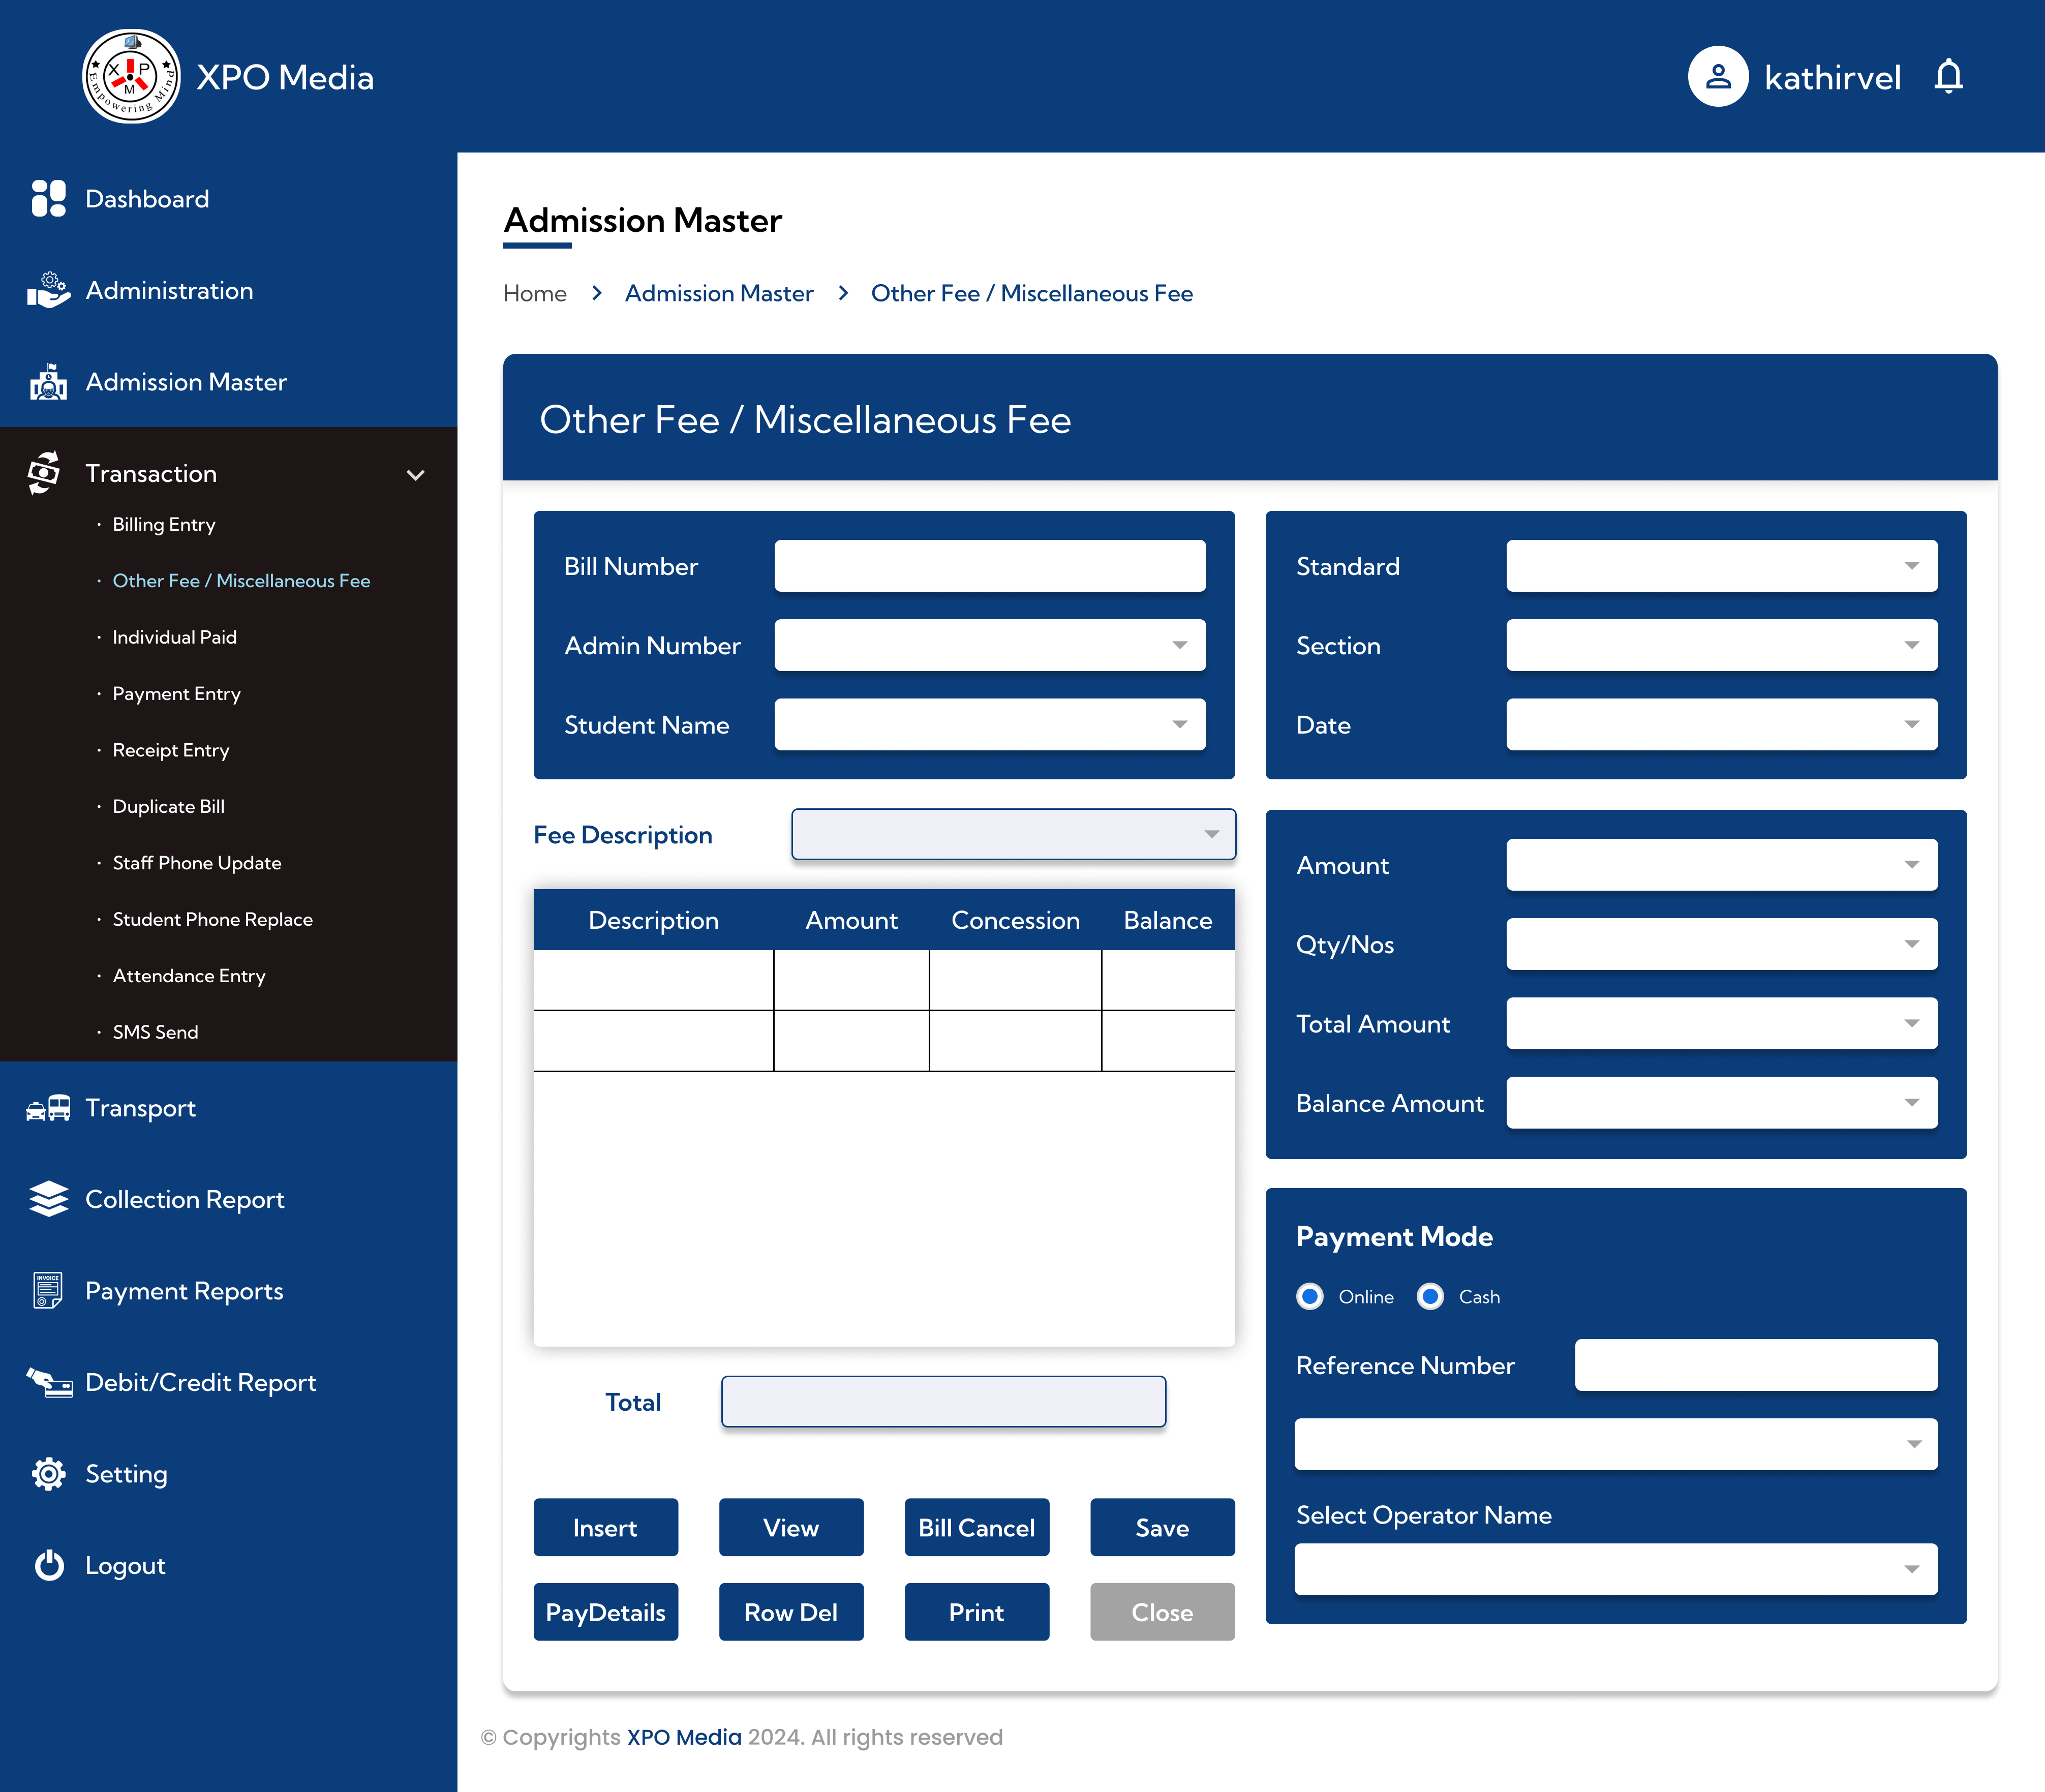 X P M Empowering Mind
XPO Media
kathirvel
Dashboard
Administration
Admission Master
Transaction
· Billing Entry
· Other Fee / Miscellaneous Fee
· Individual Paid
· Payment Entry
· Receipt Entry
· Duplicate Bill
· Staff Phone Update
· Student Phone Replace
· Attendance Entry
· SMS Send
Transport
Collection Report
INVOICE
Payment Reports
Debit/Credit Report
Setting
Logout
Admission Master
Home > Admission Master > Other Fee / Miscellaneous Fee
Other Fee / Miscellaneous Fee
Bill Number
Admin Number
Student Name
Standard
Section
Date
Fee Description
Description Amount Concession Balance
Total
Amount
Qty/Nos
Total Amount
Balance Amount
Payment Mode
Online Cash
Reference Number
Select Operator Name
Insert View Bill Cancel Save
PayDetails Row Del Print Close
© Copyrights XPO Media 2024. All rights reserved